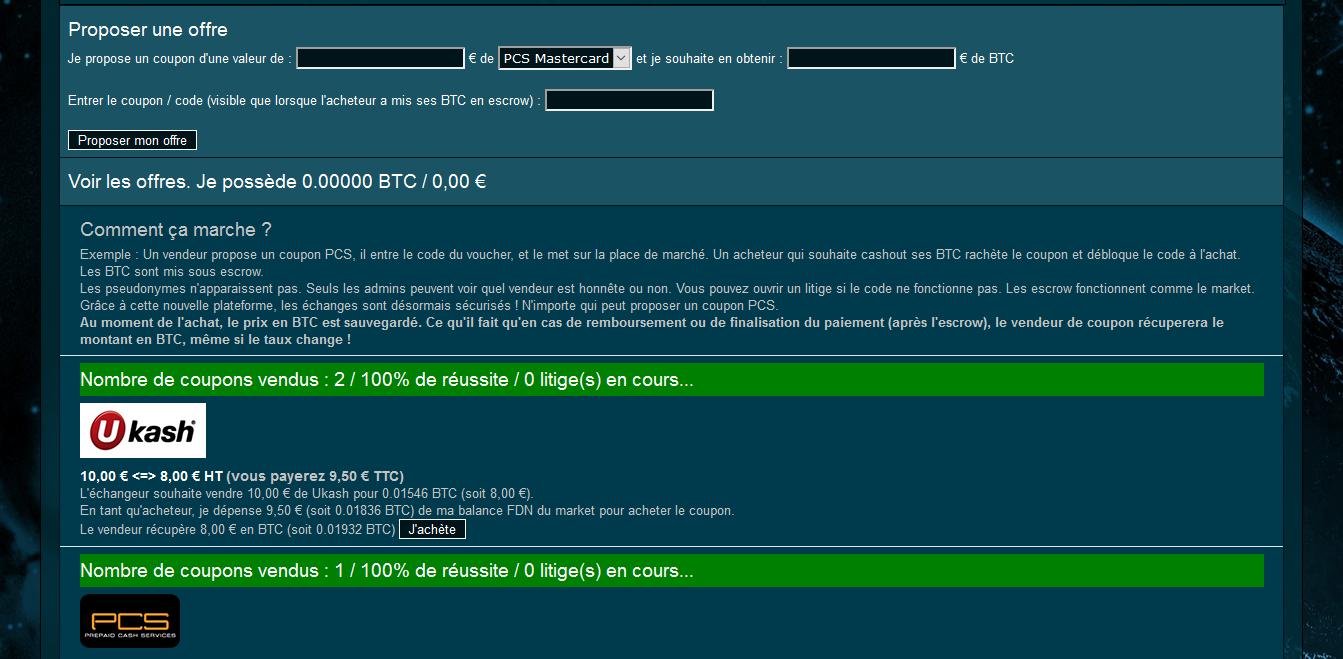 Proposer une offre
Je propose un coupon d'une valeur de : € de PCS Mastercard et je souhaite en obtenir : € de BTC
Entrer le coupon / code (visible que lorsque l'acheteur a mis ses BTC en escrow) :
Proposer mon offre
Voir les offres. Je possède 0.00000 BTC / 0,00 €
Comment ça marche ?
Exemple : Un vendeur propose un coupon PCS, il entre le code du voucher, et le met sur la place de marché. Un acheteur qui souhaite cashout ses BTC rachète le coupon et débloque le code à l'achat.
Les BTC sont mis sous escrow.
Les pseudonymes n'apparaissent pas. Seuls les admins peuvent voir quel vendeur est honnête ou non. Vous pouvez ouvrir un litige si le code ne fonctionne pas. Les escrow fonctionnent comme le market.
Grâce à cette nouvelle plateforme, les échanges sont désormais sécurisés ! N'importe qui peut proposer un coupon PCS.
Au moment de l'achat, le prix en BTC est sauvegardé. Ce qu'il fait qu'en cas de remboursement ou de finalisation du paiement (après l'escrow), le vendeur de coupon récuperera le
montant en BTC, même si le taux change !
Nombre de coupons vendus : 2 / 100% de réussite / 0 litige(s) en cours...
Ukash
10,00 € <=> 8,00 € HT (vous payerez 9,50 € TTC)
L'échangeur souhaite vendre 10,00 € de Ukash pour 0.01546 BTC (soit 8,00 €).
En tant qu'acheteur, je dépense 9,50 € (soit 0.01836 BTC) de ma balance FDN du market pour acheter le coupon.
Le vendeur récupère 8,00 € en BTC (soit 0.01932 BTC) J'achète
Nombre de coupons vendus : 1 / 100% de réussite / 0 litige(s) en cours...
PCS
PREPAID CASH SERVICES